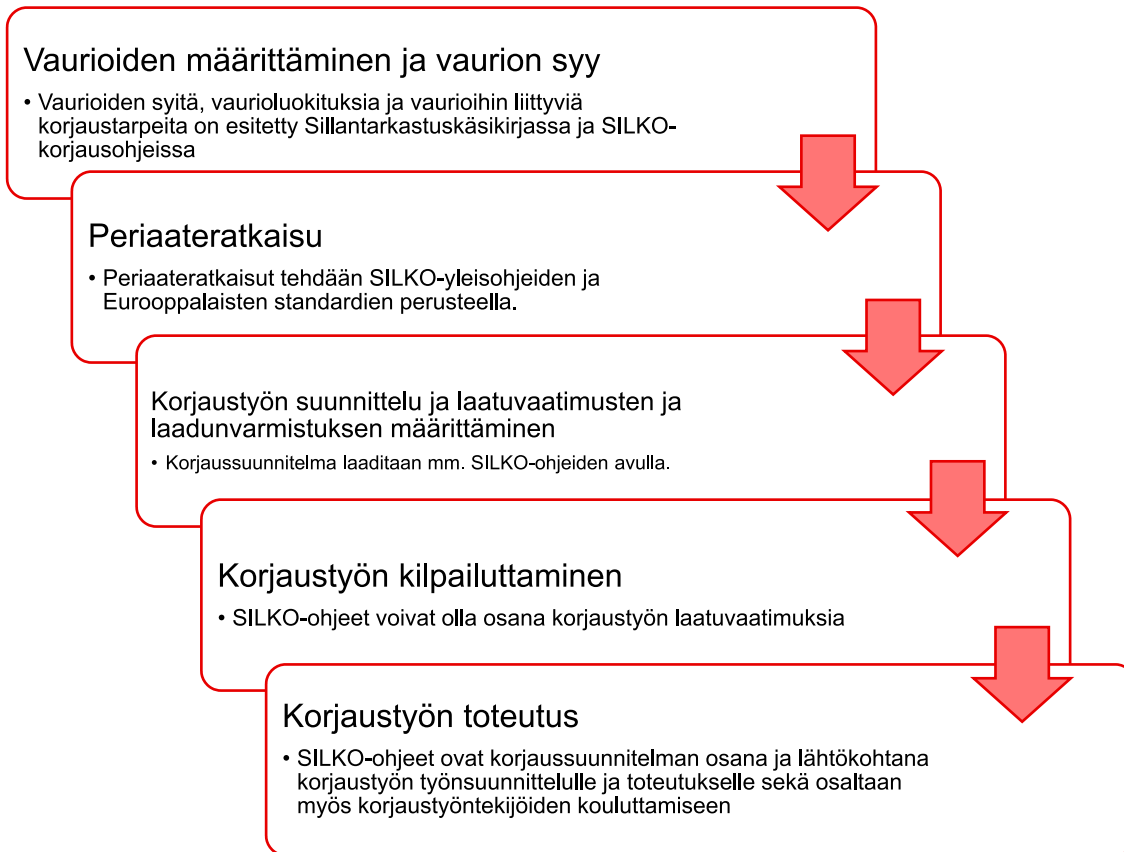 Vaurioiden määrittäminen ja vaurion syy
• Vaurioiden syitä, vaurioluokituksia ja vaurioihin liittyviä
korjaustarpeita on esitetty Sillantarkastuskäsikirjassa ja SILKO-
korjausohjeissa
Periaateratkaisu
• Periaateratkaisut tehdään SILKO-yleisohjeiden ja
Eurooppalaisten standardien perusteella.
Korjaustyön suunnittelu ja laatuvaatimusten ja
laadunvarmistuksen määrittäminen
• Korjaussuunnitelma laaditaan mm. SILKO-ohjeiden avulla.
Korjaustyön kilpailuttaminen
• SILKO-ohjeet voivat olla osana korjaustyön laatuvaatimuksia
Korjaustyön toteutus
• SILKO-ohjeet ovat korjaussuunnitelman osana ja lähtökohtana
korjaustyön työnsuunnittelulle ja toteutukselle sekä osaltaan
myös korjaustyöntekijöiden kouluttamiseen